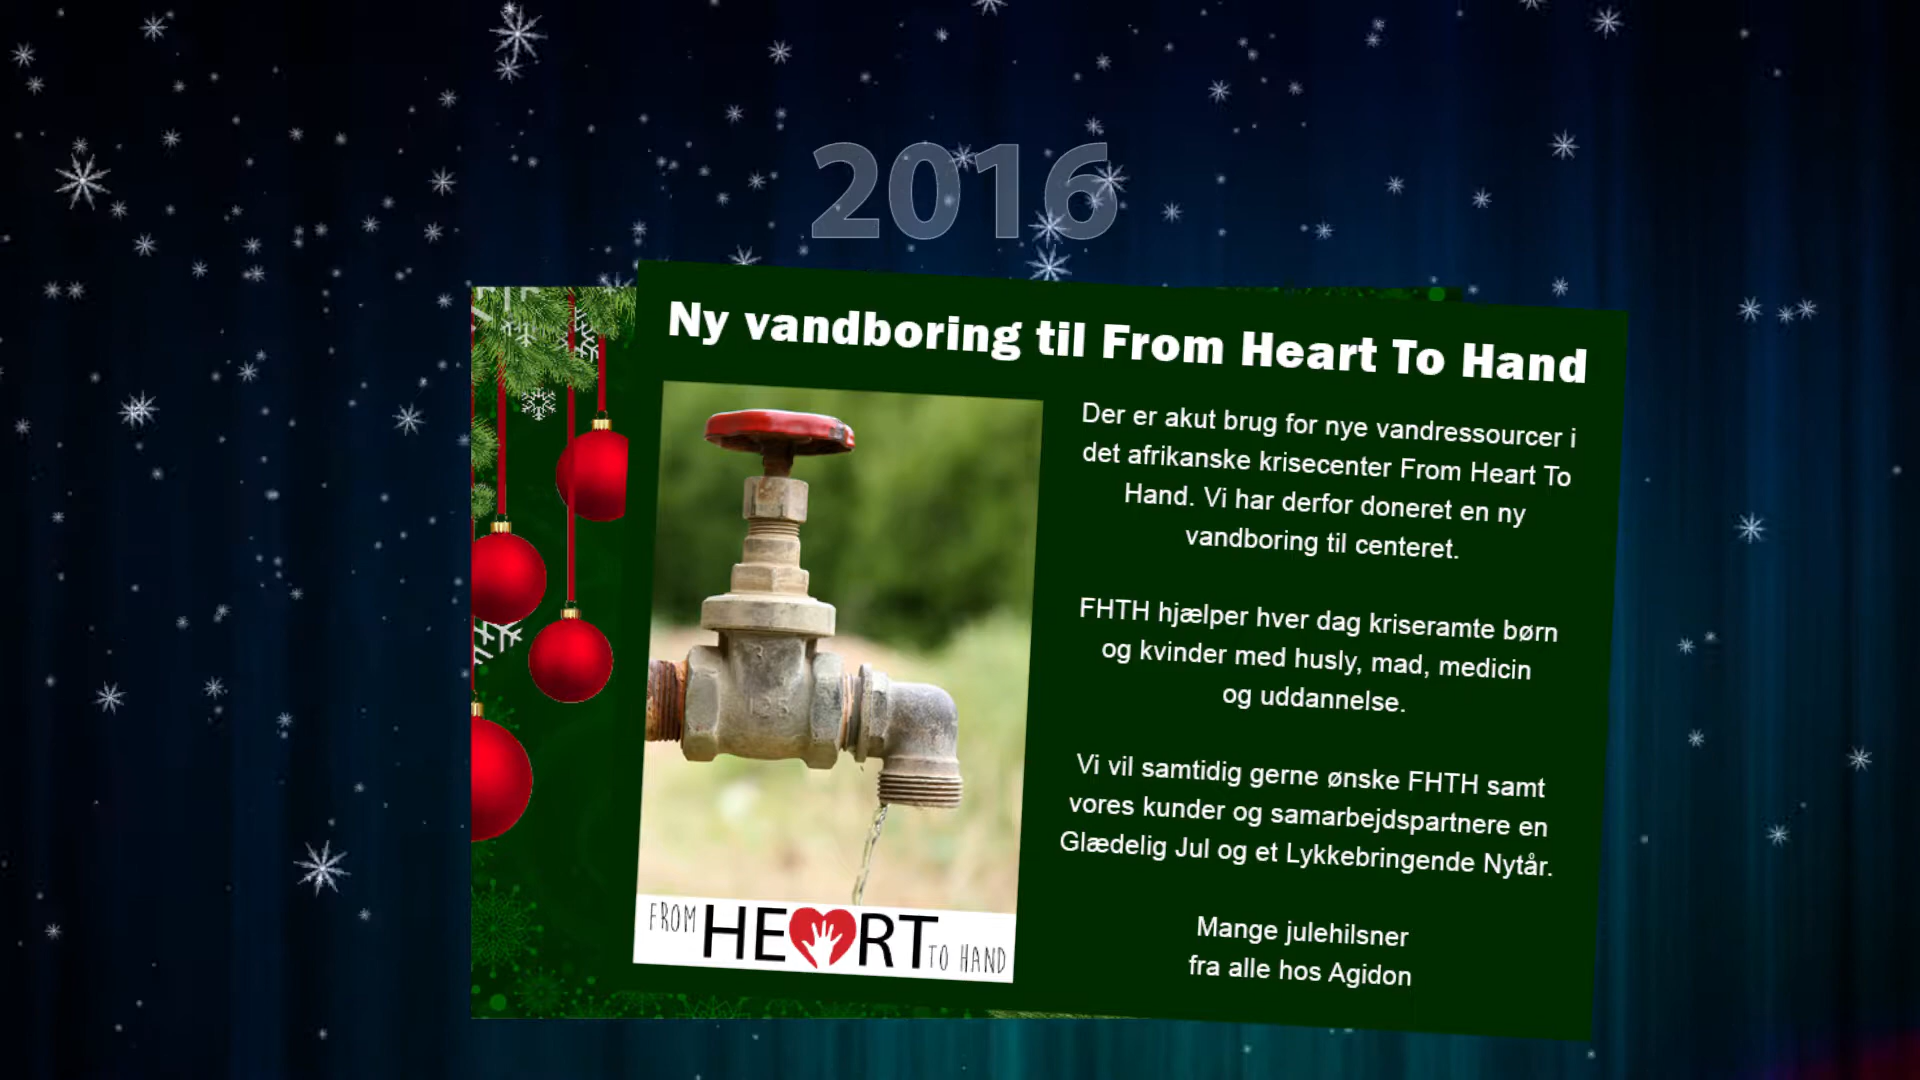 2016
Ny vandboring til From Heart To Hand
Der er akut brug for nye vandressourcer i
det afrikanske krisecenter From Heart To
Hand. Vi har derfor doneret en ny
vandboring til centeret.
FHTH hjælper hver dag kriseramte børn
og kvinder med husly, mad, medicin
og uddannelse.
Vi vil samtidig gerne ønske FHTH samt
vores kunder og samarbejdspartnere en
Glædelig Jul og et Lykkebringende Nytår.
Mange julehilsner
fra alle hos Agidon
FROM HEART TO HAND